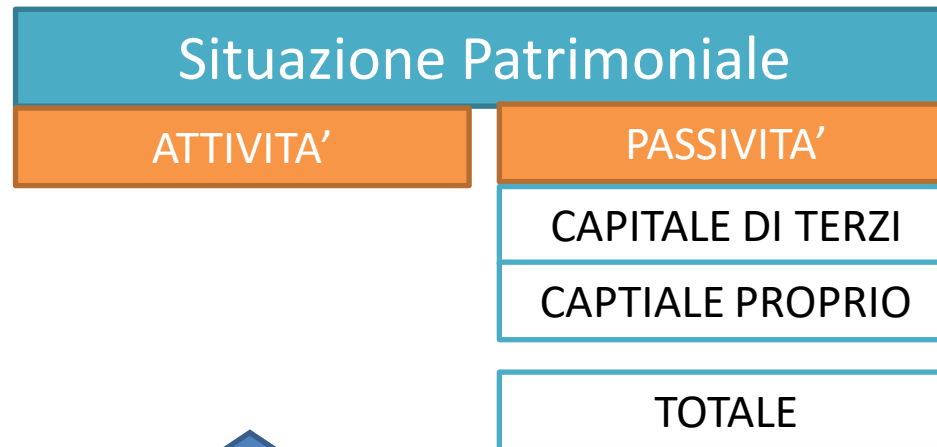 Situazione Patrimoniale
ATTIVITA’
PASSIVITA’
CAPITALE DI TERZI
CAPTIALE PROPRIO
TOTALE